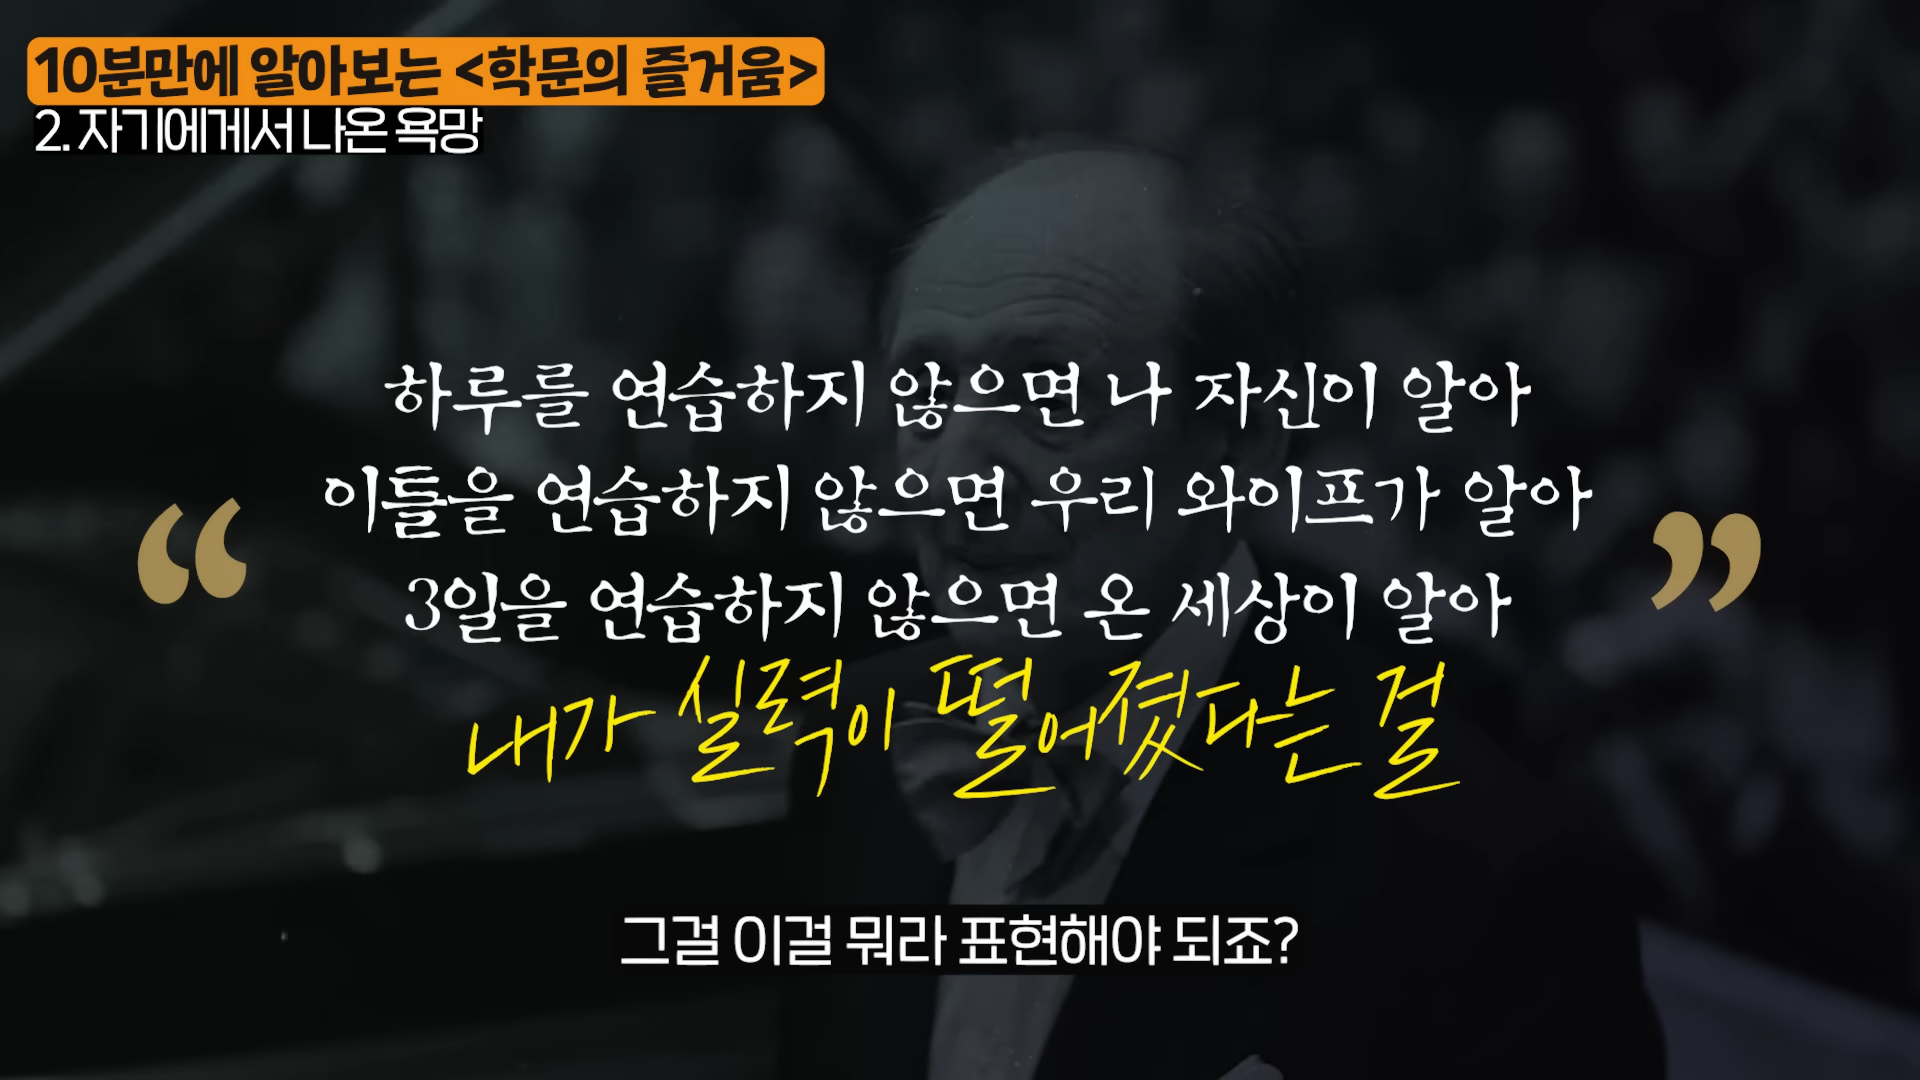 10분만에 알아보는 <학문의 즐거움>
2. 자기에게서 나온 욕망
하루를 연습하지 않으면 나 자신이 알아
이틀을 연습하지 않으면 우리 와이프가 알아
3일을 연습하지 않으면 온 세상이 알아
내가 실력이 떨어졌다는 걸
그걸 이걸 뭐라 표현해야 되죠?